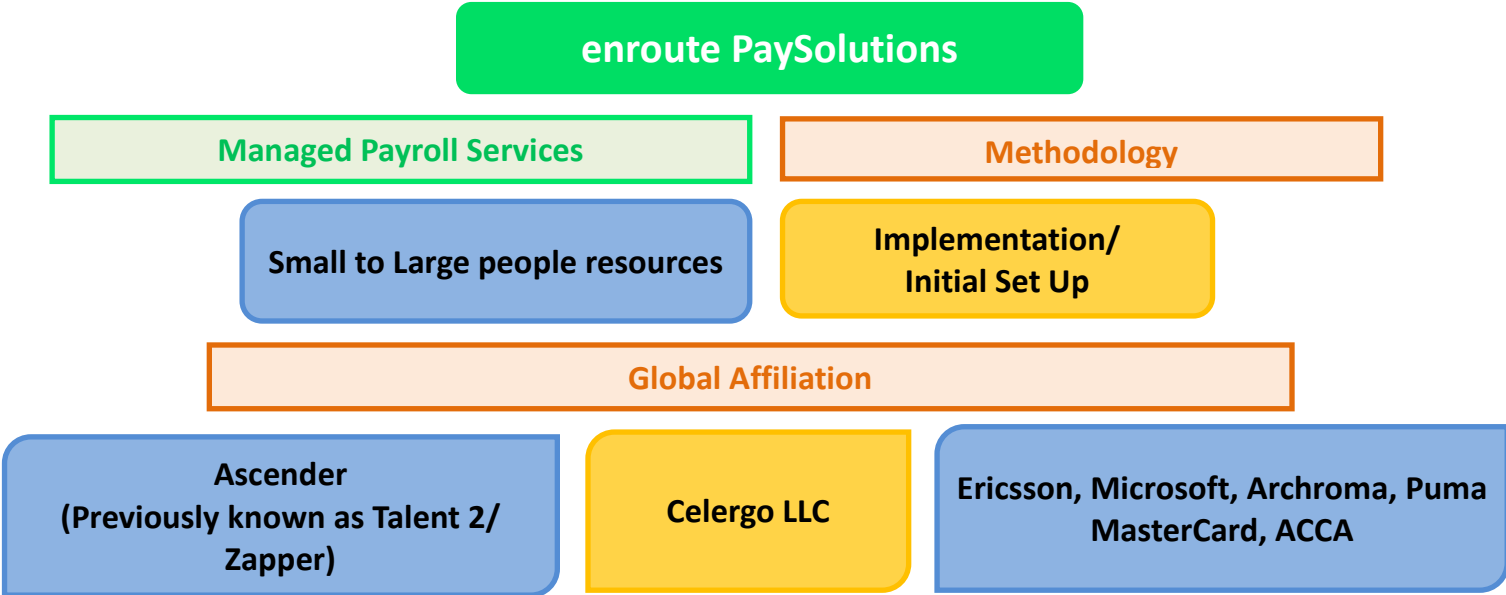 enroute PaySolutions
Managed Payroll Services
Methodology
Small to Large people resources
Implementation/
Initial Set Up
Global Affiliation
Ascender
(Previously known as Talent 2/
Zapper)
Celergo LLC
Ericsson, Microsoft, Archroma, Puma
MasterCard, ACCA